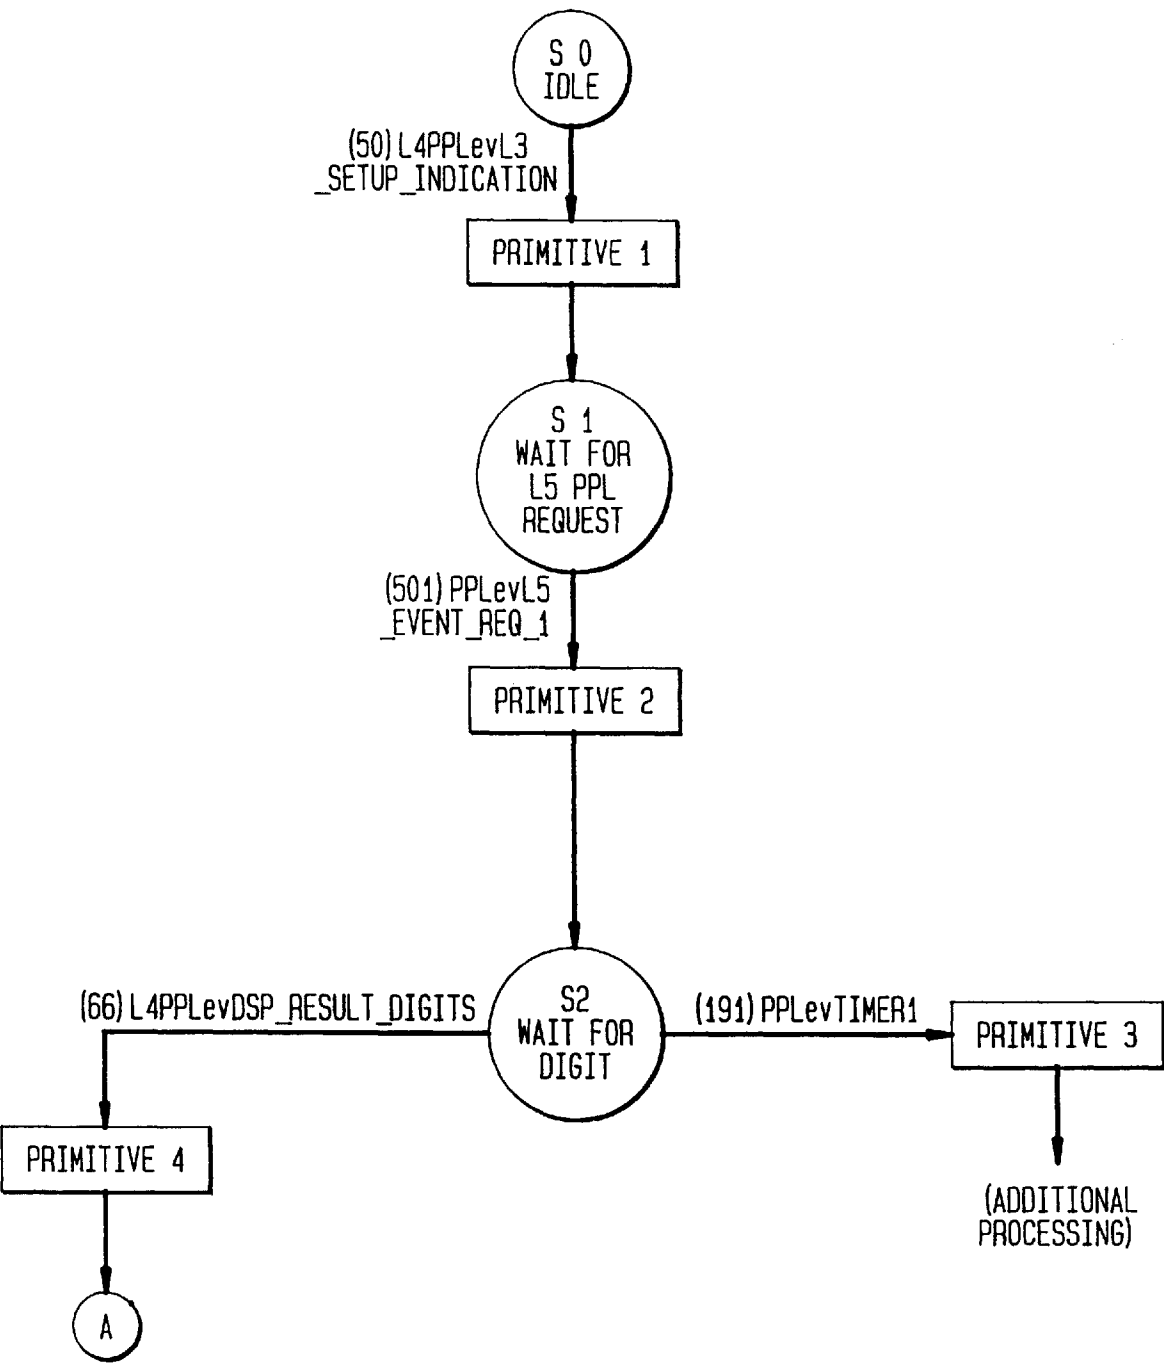 S 0
IDLE
(50) L4PPLevL3
_SETUP_INDICATION
PRIMITIVE 1
S 1
WAIT FOR
L5 PPL
REQUEST
(501) PPLevL5
_EVENT_REQ_1
PRIMITIVE 2
(66) L4PPLevDSP_RESULT_DIGITS
S2
WAIT FOR
DIGIT
(191) PPLevTIMER1
PRIMITIVE 3
PRIMITIVE 4
(ADDITIONAL
PROCESSING)
A